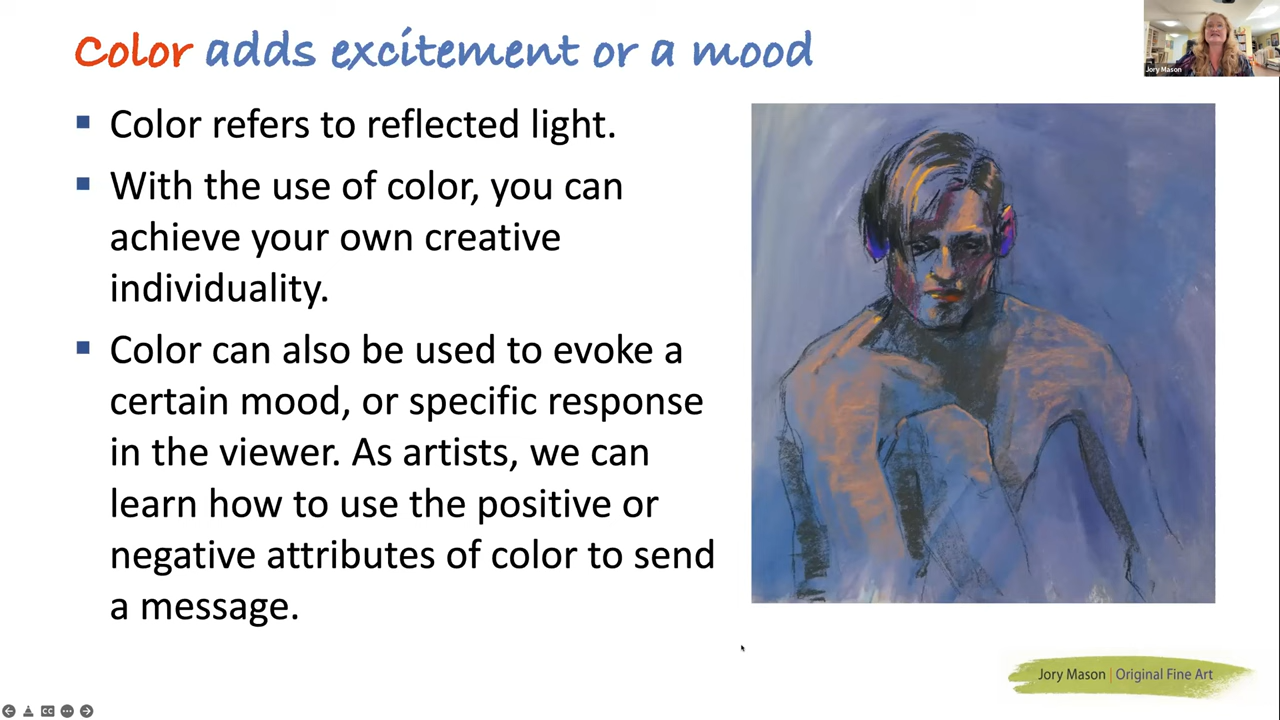 Color adds excitement or a mood
Jory Mason
▪ Color refers to reflected light.
▪ With the use of color, you can
achieve your own creative
individuality.
▪ Color can also be used to evoke a
certain mood, or specific response
in the viewer. As artists, we can
learn how to use the positive or
negative attributes of color to send
a message.
Jory Mason | Original Fine Art
CC